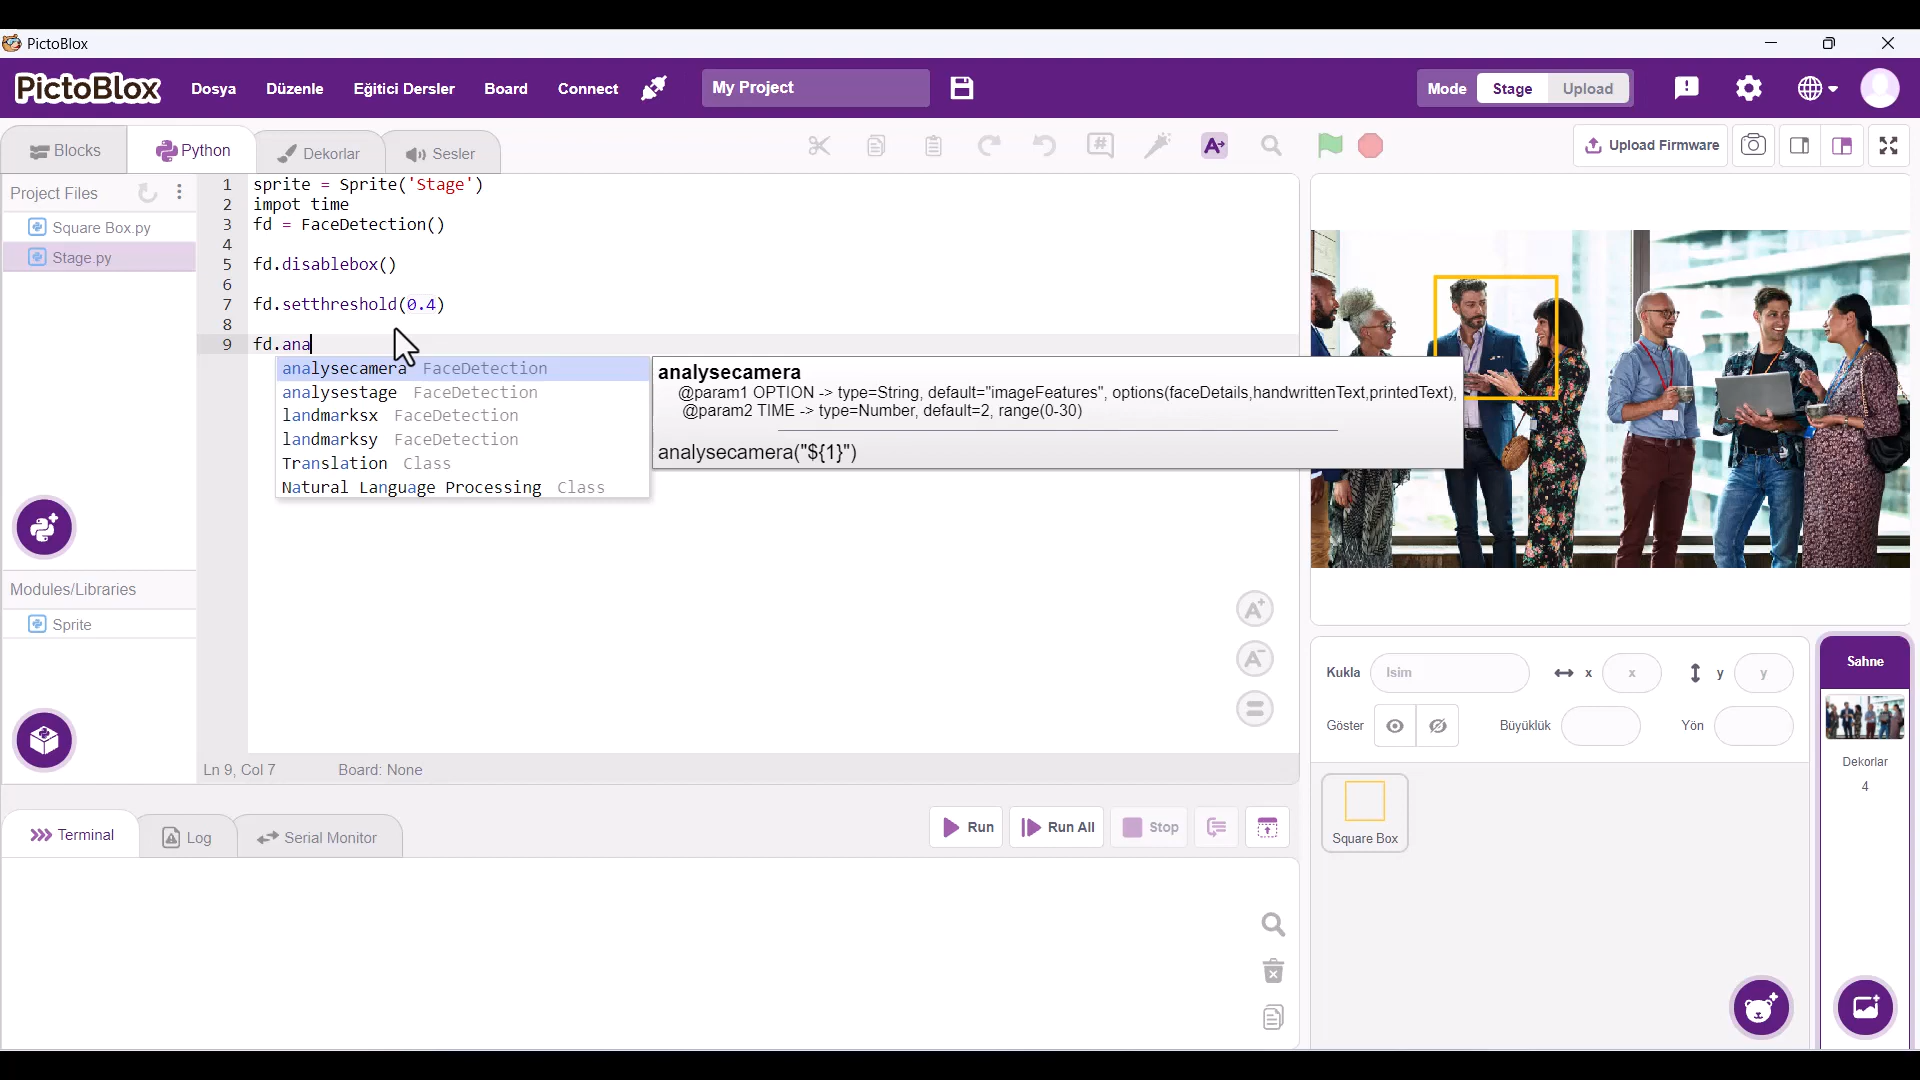 PictoBlox
PictoBlox Dosya Düzenle Eğitici Dersler Board Connect My Project Mode Stage Upload
Blocks Python Dekorlar Sesler Upload Firmware
Project Files
Square Box.py
Stage.py
1 sprite = Sprite('Stage')
2 impot time
3 fd = FaceDetection()
4
5 fd.disablebox()
6
7 fd.setthreshold(0.4)
8
9 fd.ana
analysecamera FaceDetection
analysestage FaceDetection
landmarksx FaceDetection
landmarksy FaceDetection
Translation Class
Natural Language Processing Class
analysecamera
@param1 OPTION -> type=String, default="imageFeatures", options(faceDetails,handwrittenText,printedText),
@param2 TIME -> type=Number, default=2, range(0-30)
analysecamera("${1}")
Modules/Libraries
Sprite
Ln 9, Col 7 Board: None
Terminal Log Serial Monitor Run Run All Stop
Kukla Isim x x y y
Göster Büyüklük Yön
Square Box
Sahne
Dekorlar
4